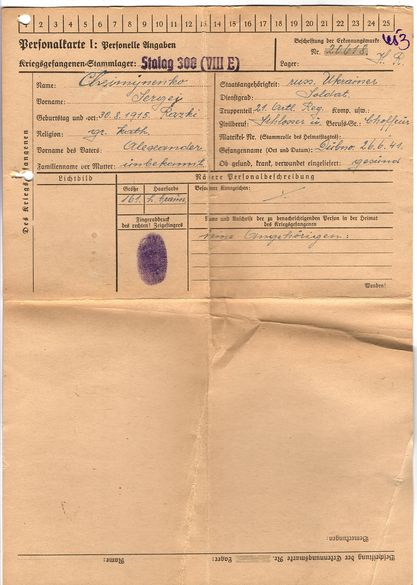 1 2 3 4 5 6 7 8 9 10 11 12 13 14 15 16 17 18 19 20 21 22 23 24 25
Personalkarte I: Personelle Angaben
Kriegsgefangenen-Stammlager: Stalag 308 (VIII E)
Beschriftung der Erkennungsmarke
Nr. 21618
Lager:
Des Kriegsgefangenen
Name:
Vorname: Sergej
Geburtstag und -ort: 30.8.1915.
Religion: gr. kath.
Vorname des Vaters: Alexander
Familienname der Mutter: unbekannt
Staatsangehörigkeit: russ. Ukrainer
Dienstgrad: Soldat
Truppenteil: 21. Artl. Reg. Komp. usw.:
Zivilberuf: Schlosser u. Berufs-Gr.: Chauffeur
Matrikel-Nr. (Stammrolle des Heimatstaates):
Gefangennahme (Ort und Datum): Dubno 26.6.41.
Ob gesund, krank, verwundet eingeliefert: gesund
Lichtbild
Nähere Personalbeschreibung
Größe Haarfarbe Besondere Kennzeichen:
161
Fingerabdruck
des rechten! Zeigefingers
Name und Anschrift der zu benachrichtigenden Person in der Heimat
des Kriegsgefangenen
keine Angehörigen.
Wenden!
Bemerkungen:
Beschriftung der Erkennungsmarke Nr. Lager: Name: